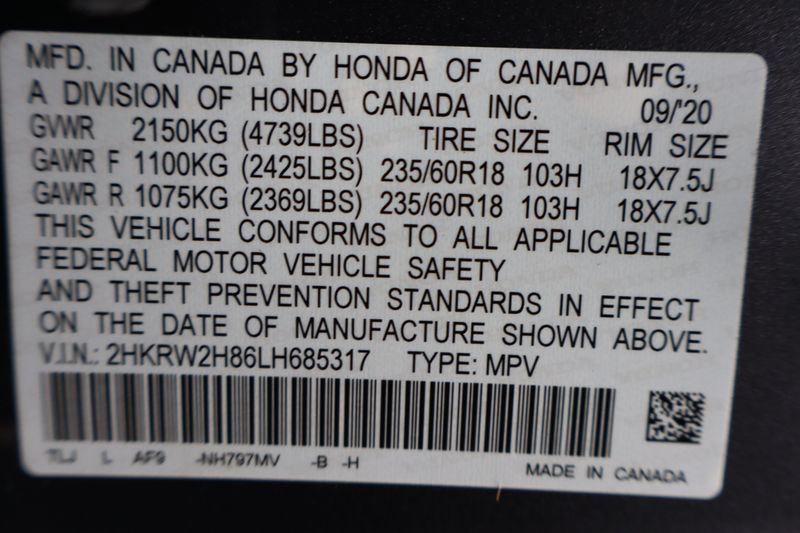 MFD. IN CANADA BY HONDA OF CANADA MFG.,
A DIVISION OF HONDA CANADA INC. 09/'20
GVWR 2150KG (4739LBS) TIRE SIZE RIM SIZE
GAWR F 1100KG (2425LBS) 235/60R18 103H 18X7.5J
GAWR R 1075KG (2369LBS) 235/60R18 103H 18X7.5J
THIS VEHICLE CONFORMS TO ALL APPLICABLE
FEDERAL MOTOR VEHICLE SAFETY
AND THEFT PREVENTION STANDARDS IN EFFECT
ON THE DATE OF MANUFACTURE SHOWN ABOVE.
V.I.N.: 2HKRW2H86LH685317 TYPE: MPV
TLJ L AF9 -NH797MV -B -H MADE IN CANADA